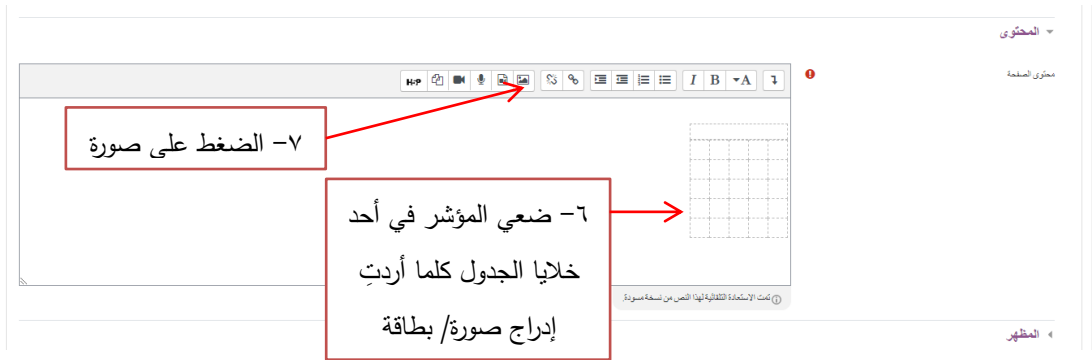 المحتوى
محتوى الصفحة
A B I
H-P
٧- الضغط على صورة
٦- ضعي المؤشر في أحد
خلايا الجدول كلما أردتِ
إدراج صورة/ بطاقة
تمت الاستعادة التلقائية لهذا النص من نسخة مسودة.
المظهر